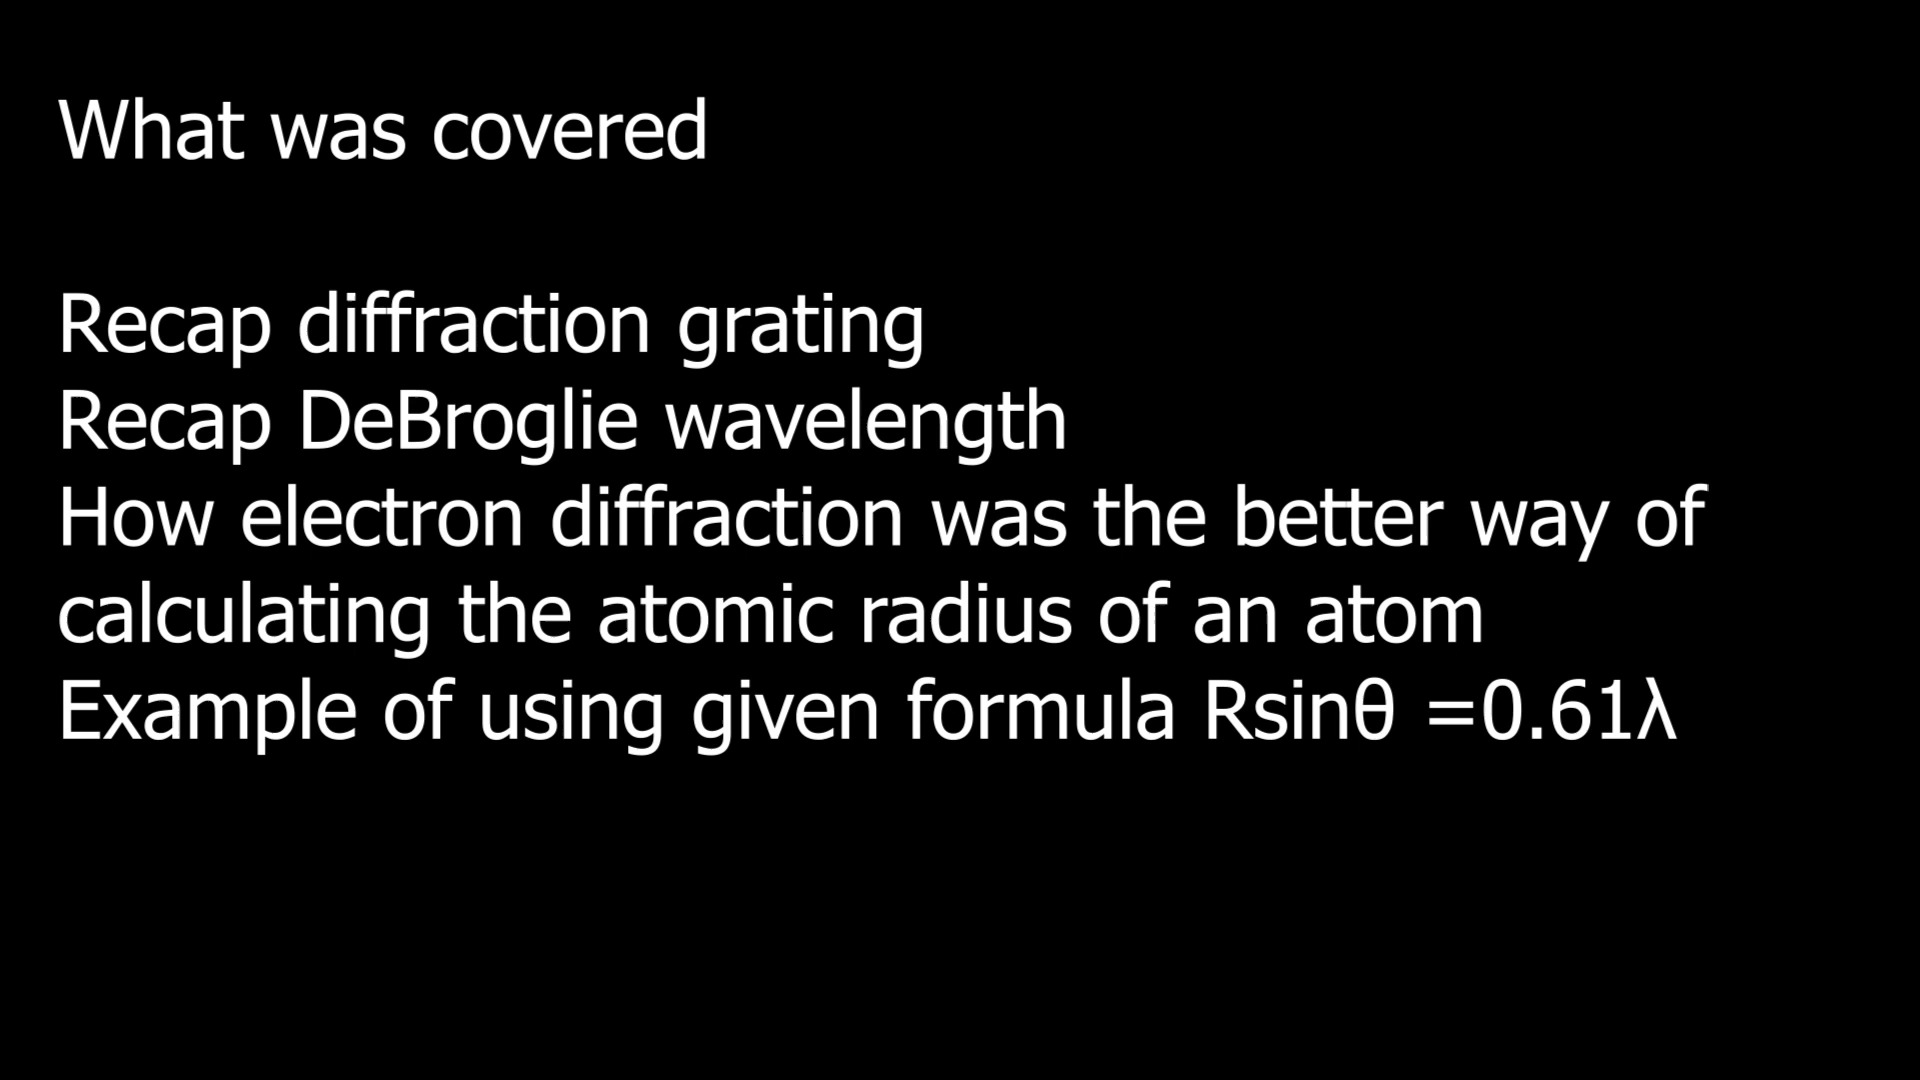 What was covered
Recap diffraction grating
Recap DeBroglie wavelength
How electron diffraction was the better way of
calculating the atomic radius of an atom
Example of using given formula Rsinθ =0.61λ